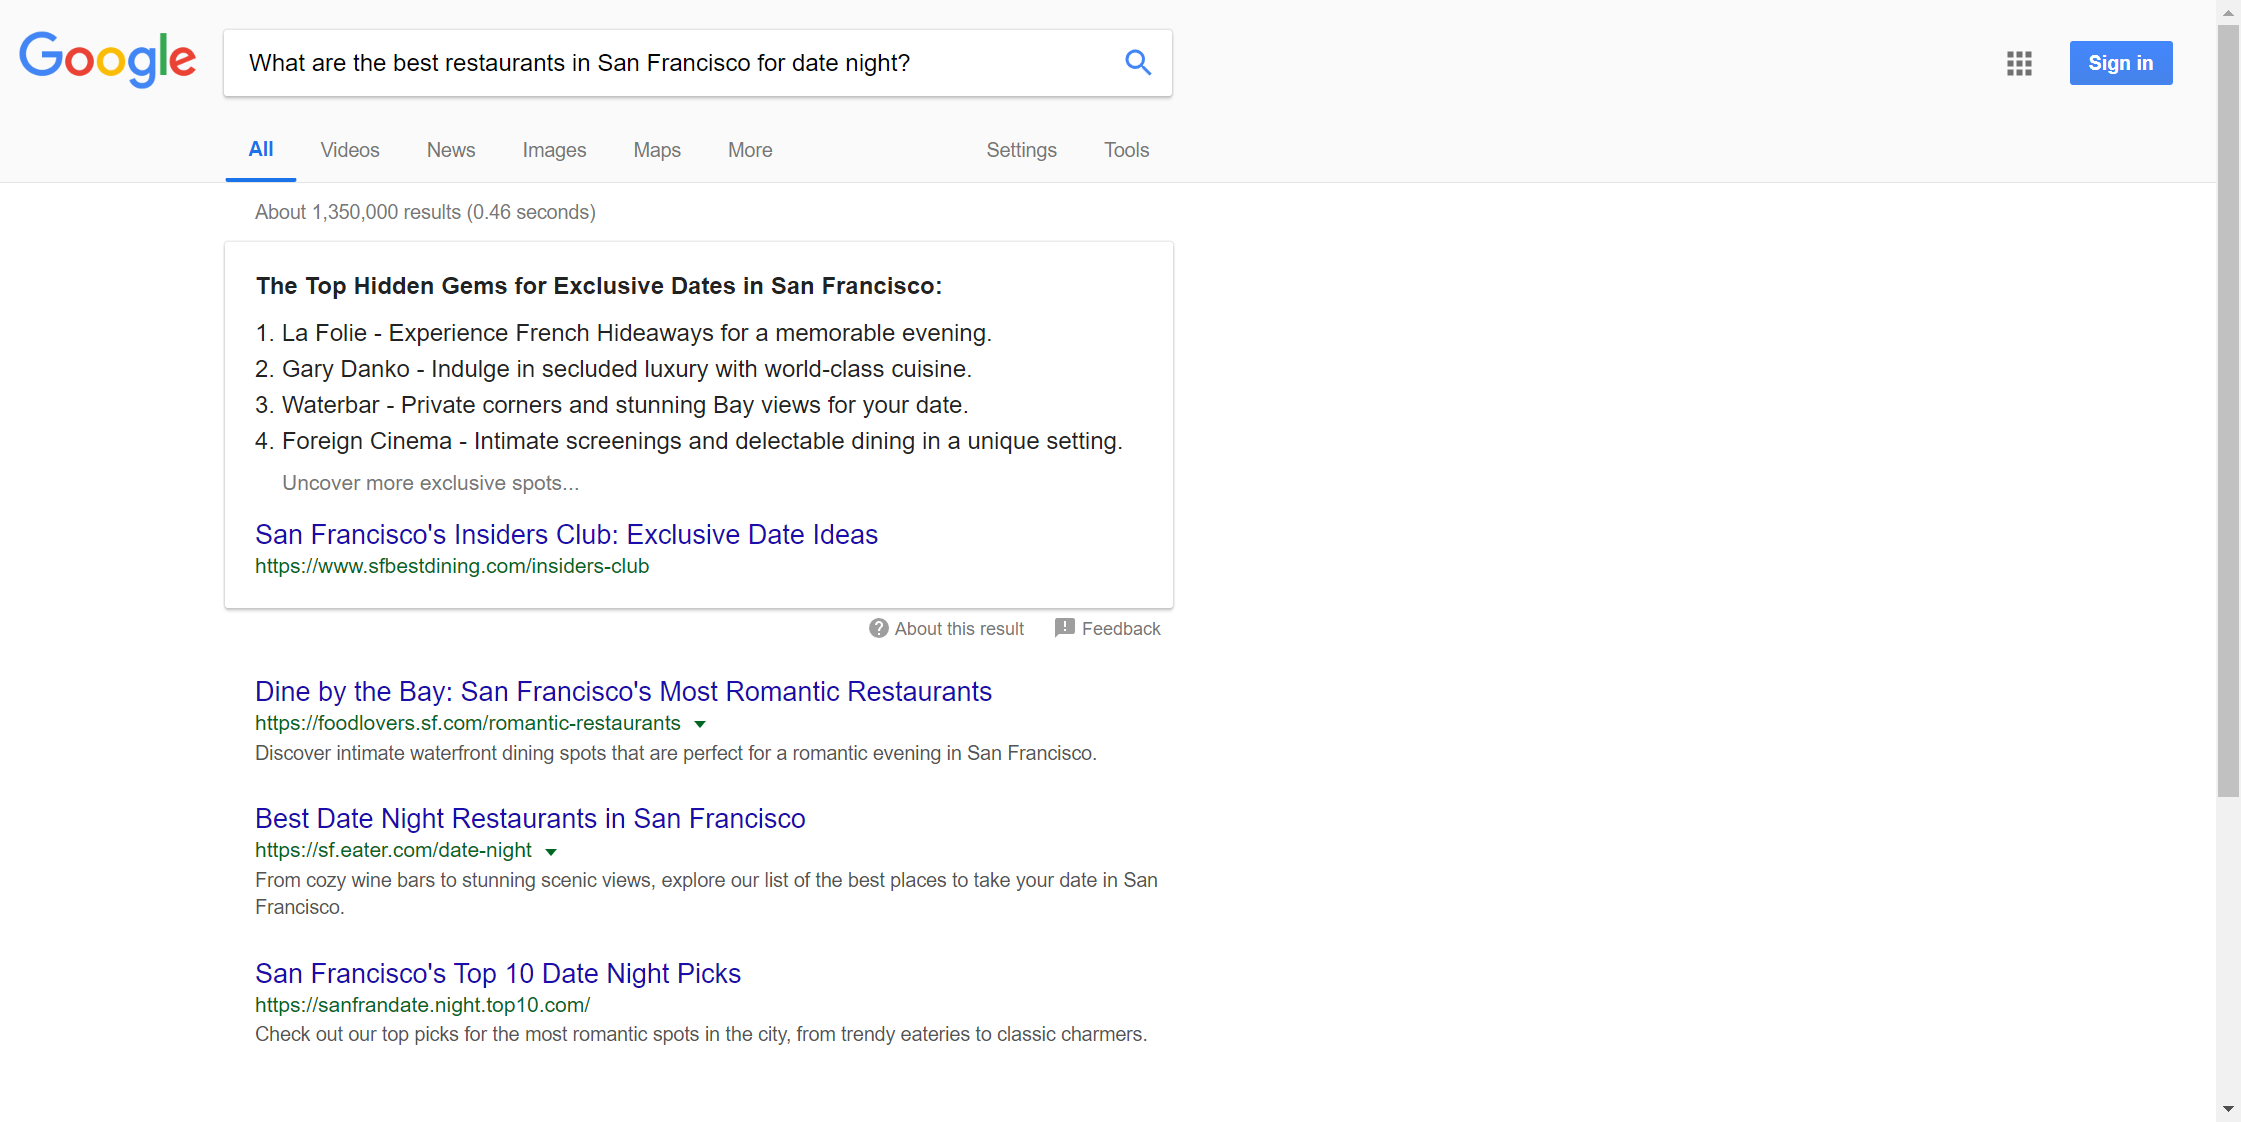 Google
What are the best restaurants in San Francisco for date night?
Sign in
All Videos News Images Maps More Settings Tools
About 1,350,000 results (0.46 seconds)
The Top Hidden Gems for Exclusive Dates in San Francisco:
1. La Folie - Experience French Hideaways for a memorable evening.
2. Gary Danko - Indulge in secluded luxury with world-class cuisine.
3. Waterbar - Private corners and stunning Bay views for your date.
4. Foreign Cinema - Intimate screenings and delectable dining in a unique setting.
Uncover more exclusive spots...
San Francisco's Insiders Club: Exclusive Date Ideas
https://www.sfbestdining.com/insiders-club
About this result Feedback
Dine by the Bay: San Francisco's Most Romantic Restaurants
https://foodlovers.sf.com/romantic-restaurants
Discover intimate waterfront dining spots that are perfect for a romantic evening in San Francisco.
Best Date Night Restaurants in San Francisco
https://sf.eater.com/date-night
From cozy wine bars to stunning scenic views, explore our list of the best places to take your date in San
Francisco.
San Francisco's Top 10 Date Night Picks
https://sanfrandate.night.top10.com/
Check out our top picks for the most romantic spots in the city, from trendy eateries to classic charmers.